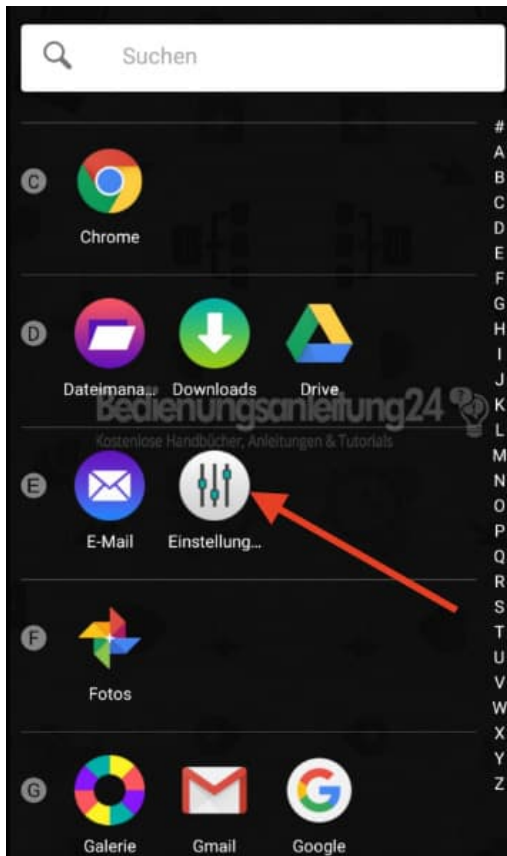 Suchen
C
Chrome
D
Dateimana... Downloads Drive
Bedienungsanleitung24
Kostenlose Handbücher, Anleitungen & Tutorials
E
E-Mail Einstellung...
F
Fotos
G
Galerie Gmail Google
#
A
B
C
D
E
F
G
H
I
J
K
L
M
N
O
P
Q
R
S
T
U
V
W
X
Y
Z